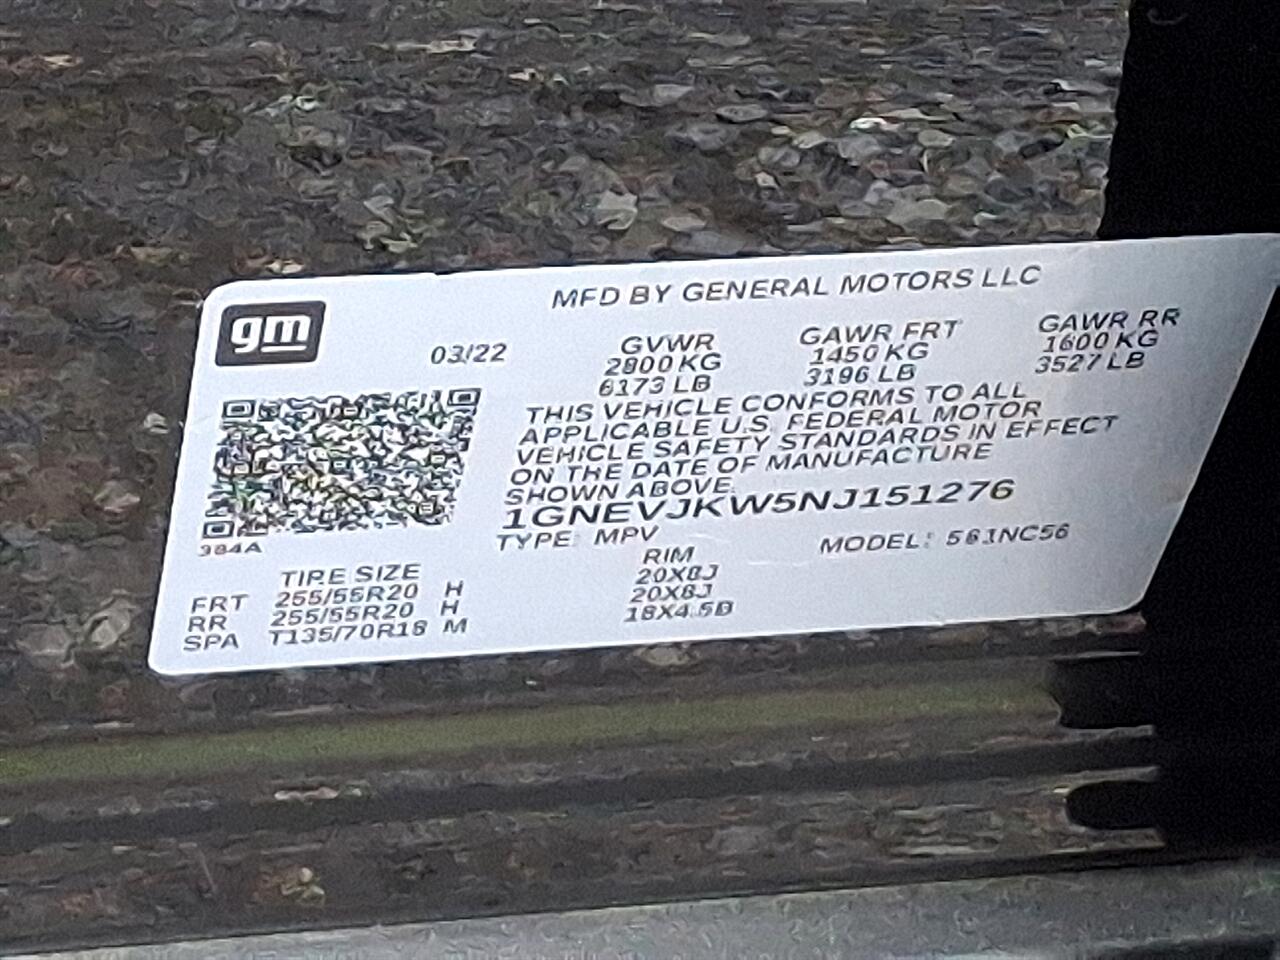 gm
MFD BY GENERAL MOTORS LLC
03/22
GVWR GAWR FRT GAWR RR
2800 KG 1450 KG 1600 KG
6173 LB 3196 LB 3527 LB
THIS VEHICLE CONFORMS TO ALL
APPLICABLE U.S. FEDERAL MOTOR
VEHICLE SAFETY STANDARDS IN EFFECT
ON THE DATE OF MANUFACTURE
SHOWN ABOVE.
1GNEVJKW5NJ151276
384A
TYPE: MPV MODEL:
TIRE SIZE RIM
FRT 255/55R20 H 20X8J
RR 255/55R20 H 20X8J
SPA T135/70R18 M 18X4.5B